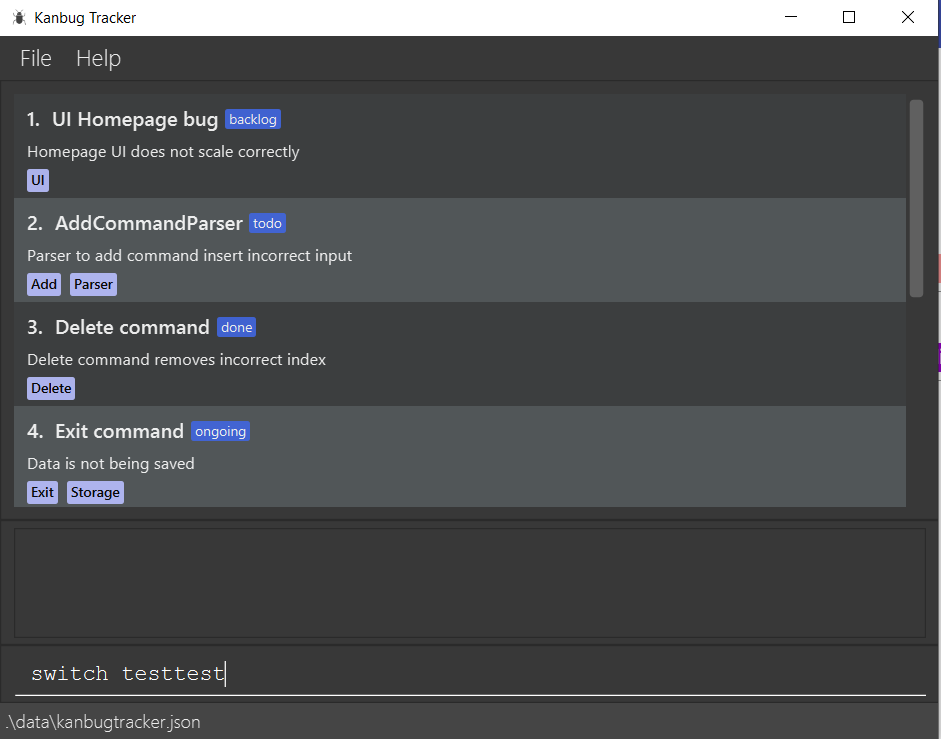 Kanbug Tracker
File Help
1. UI Homepage bug backlog
Homepage UI does not scale correctly
UI
2. AddCommandParser todo
Parser to add command insert incorrect input
Add Parser
3. Delete command done
Delete command removes incorrect index
Delete
4. Exit command ongoing
Data is not being saved
Exit Storage
switch testtest
.\data\kanbugtracker.json